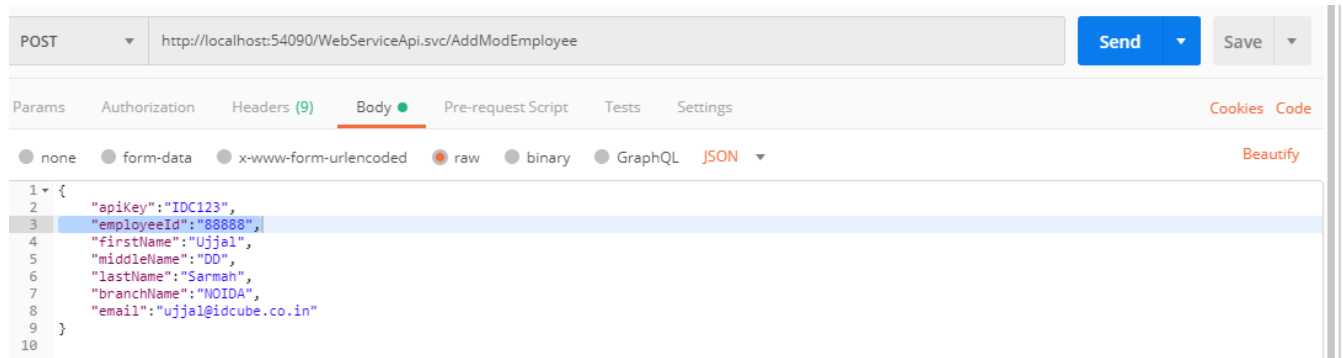 POST http://localhost:54090/WebServiceApi.svc/AddModEmployee Send Save
Params Authorization Headers (9) Body Pre-request Script Tests Settings Cookies Code
none form-data x-www-form-urlencoded raw binary GraphQL JSON Beautify
1 {
2 "apiKey":"IDC123",
3 "employeeId":"88888",
4 "firstName":"Ujjal",
5 "middleName":"DD",
6 "lastName":"Sarmah",
7 "branchName":"NOIDA",
8 "email":"ujjal@idcube.co.in"
9 }
10